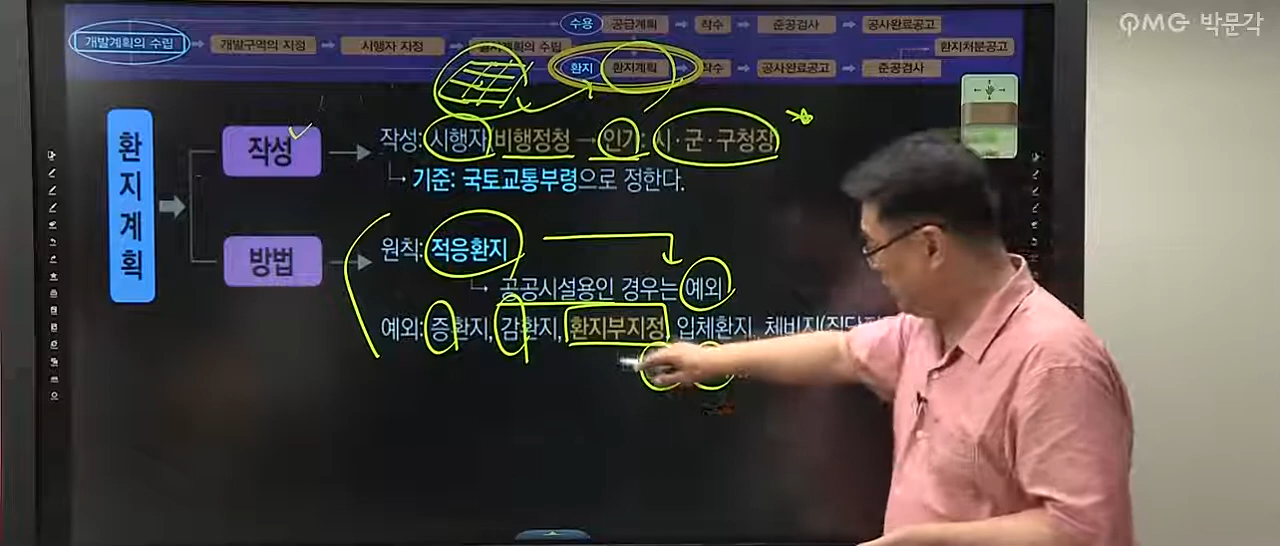 QMG 박문각
수용 공급계획 착수 준공검사 공사완료공고
개발계획의 수립 개발구역의 지정 시행자 지정 수립 환지처분공고
환지 환지계획 착수 공사완료공고 준공검사
환지계획
작성
작성: 시행자 비행정청 → 인가: 시·군·구청장
기준: 국토교통부령으로 정한다.
방법
원칙: 적응환지
공공시설용인 경우는 예외
예외: 증환지, 감환지, 환지부지정, 입체환지, 체비지(집단